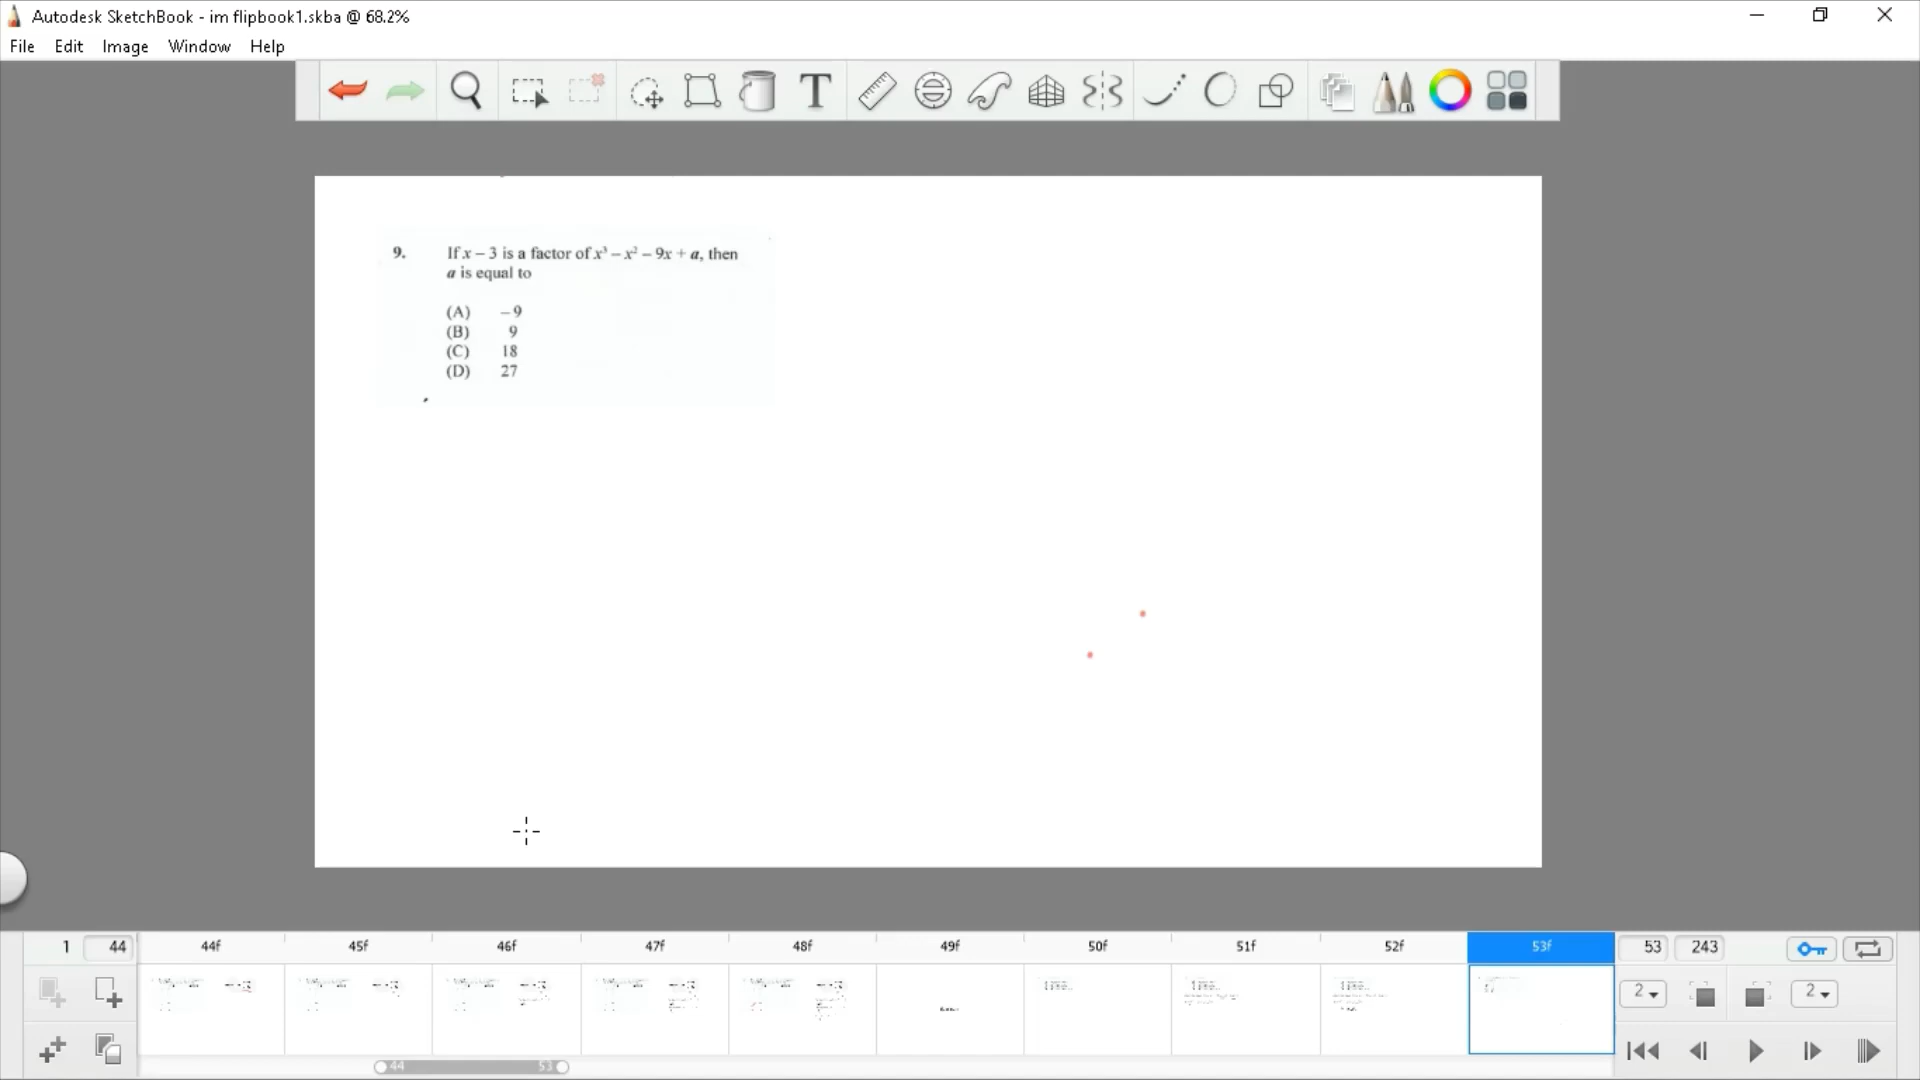 Autodesk SketchBook - im flipbook1.skba @ 68.2%
File Edit Image Window Help
T
9. If x – 3 is a factor of x³ – x² – 9x + a, then
a is equal to
(A) –9
(B) 9
(C) 18
(D) 27
1 44 44f 45f 46f 47f 48f 49f 50f 51f 52f 53f 53 243
2 2
44 53